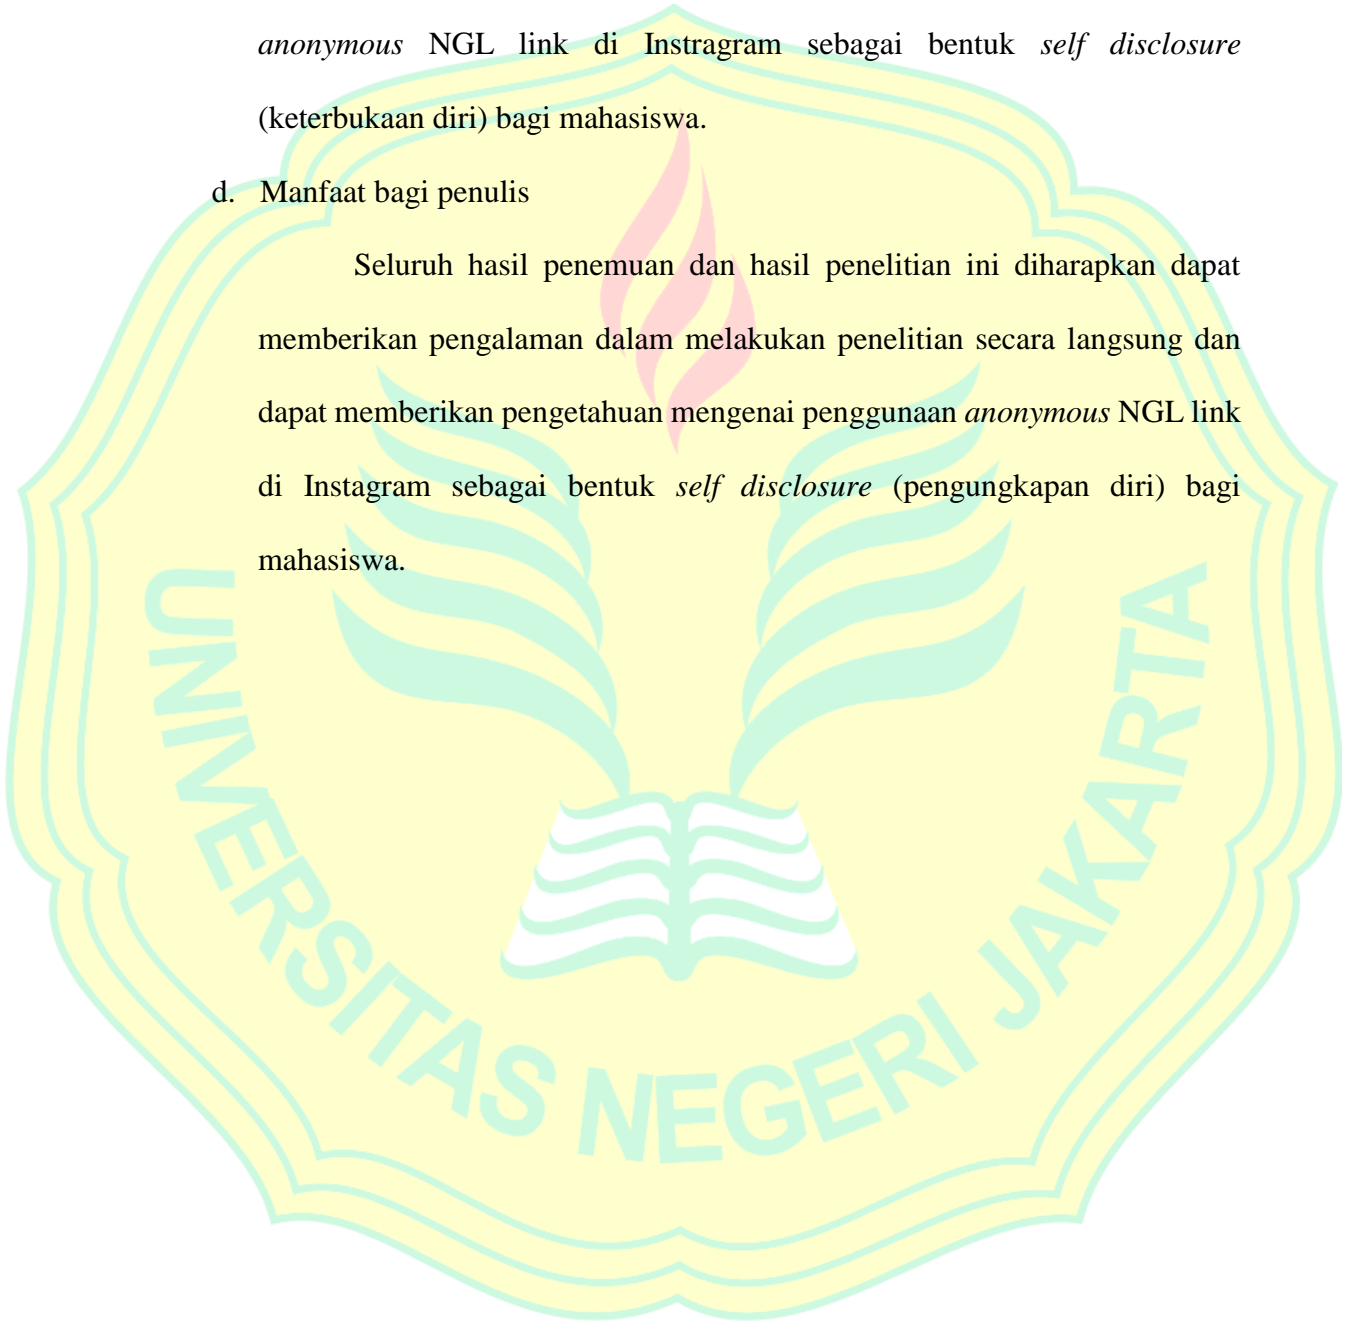 anonymous NGL link di Instragram sebagai bentuk self disclosure
(keterbukaan diri) bagi mahasiswa.
d. Manfaat bagi penulis
Seluruh hasil penemuan dan hasil penelitian ini diharapkan dapat
memberikan pengalaman dalam melakukan penelitian secara langsung dan
dapat memberikan pengetahuan mengenai penggunaan anonymous NGL link
di Instagram sebagai bentuk self disclosure (pengungkapan diri) bagi
mahasiswa.
UNIVERSITAS NEGERI JAKARTA